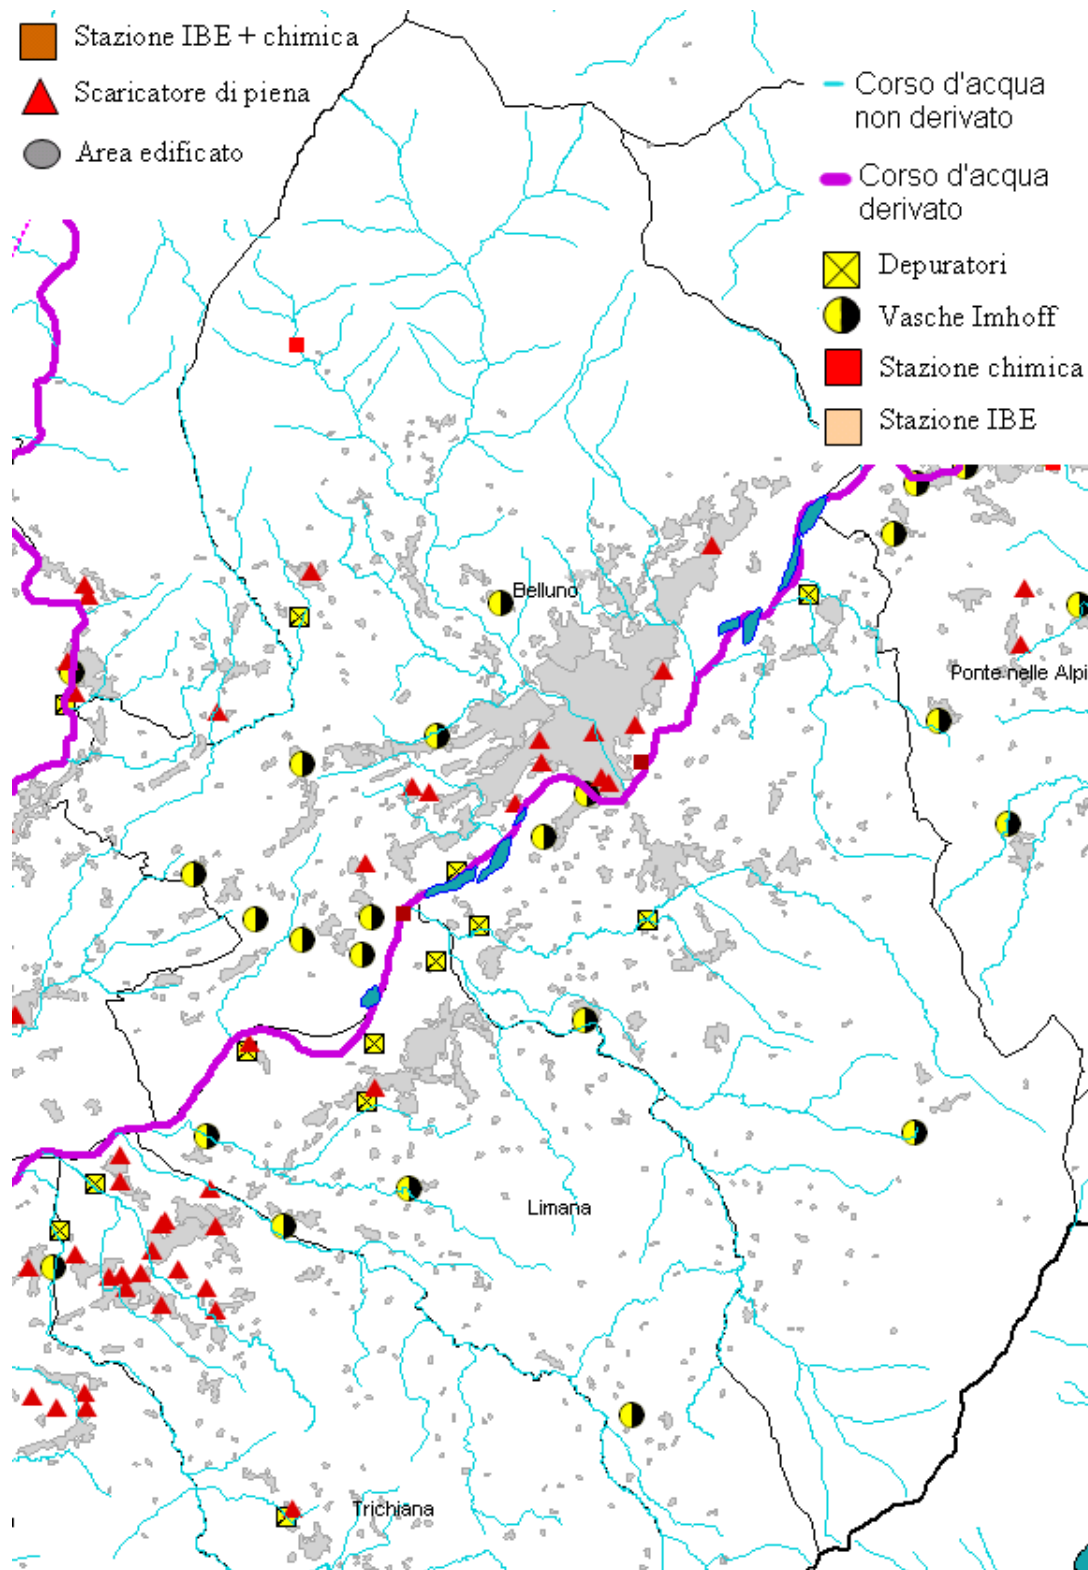 Stazione IBE + chimica
Scaricatore di piena
Area edificato
Corso d'acqua
non derivato
Corso d'acqua
derivato
Depuratori
Vasche Imhoff
Stazione chimica
Stazione IBE
Belluno
Ponte nelle Alpi
Limana
Trichiana